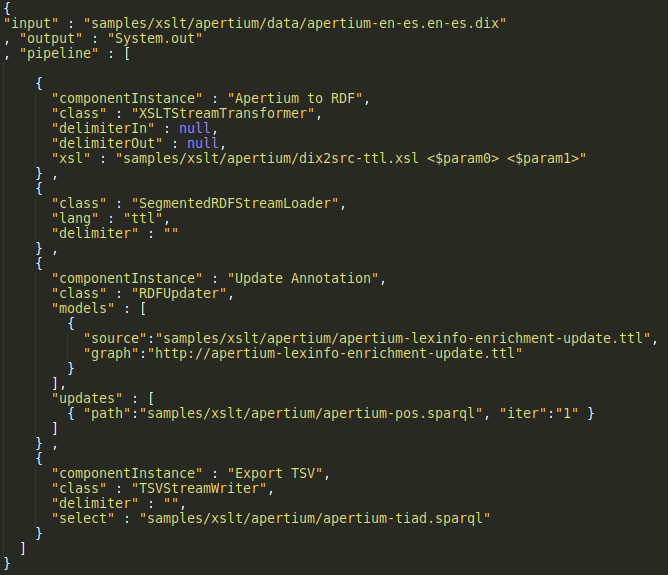 {
"input" : "samples/xslt/apertium/data/apertium-en-es.en-es.dix"
, "output" : "System.out"
, "pipeline" : [
{
"componentInstance" : "Apertium to RDF",
"class" : "XSLTStreamTransformer",
"delimiterIn" : null,
"delimiterOut" : null,
"xsl" : "samples/xslt/apertium/dix2src-ttl.xsl <$param0> <$param1>"
} ,
{
"class" : "SegmentedRDFStreamLoader",
"lang" : "ttl",
"delimiter" : ""
} ,
{
"componentInstance" : "Update Annotation",
"class" : "RDFUpdater",
"models" : [
{
"source":"samples/xslt/apertium/apertium-lexinfo-enrichment-update.ttl",
"graph":"http://apertium-lexinfo-enrichment-update.ttl"
}
],
"updates" : [
{ "path":"samples/xslt/apertium/apertium-pos.sparql", "iter":"1" }
]
} ,
{
"componentInstance" : "Export TSV",
"class" : "TSVStreamWriter",
"delimiter" : "",
"select" : "samples/xslt/apertium/apertium-tiad.sparql"
}
]
}